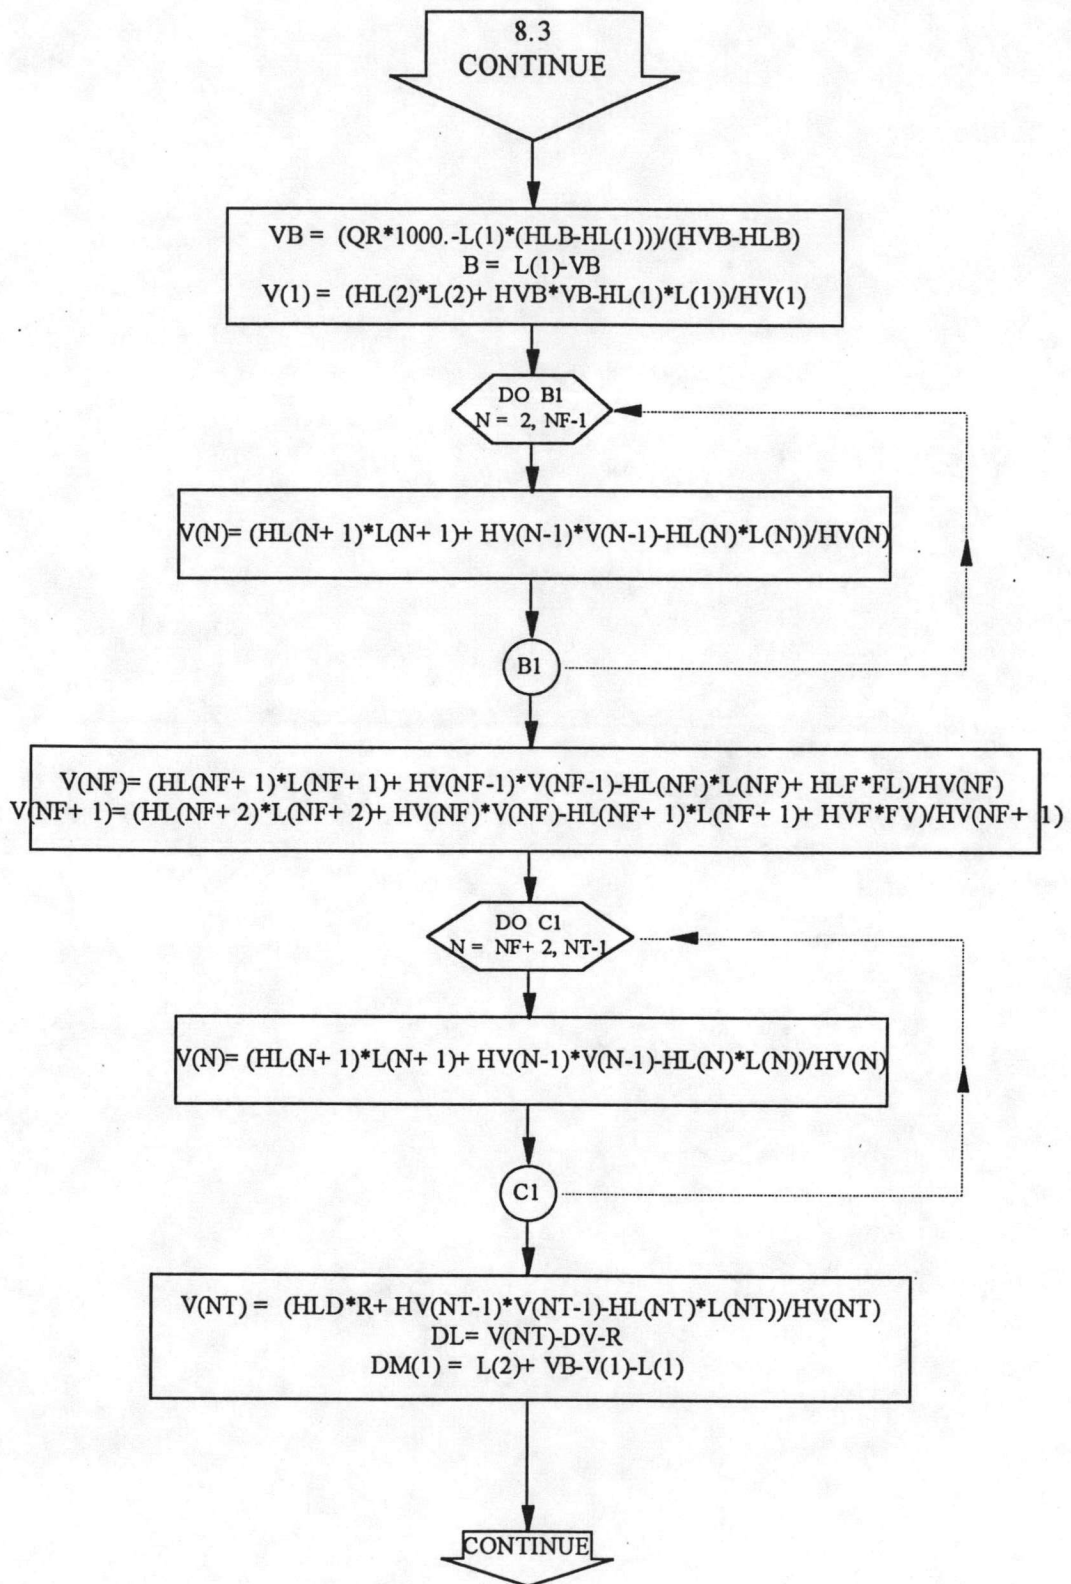 8.3
CONTINUE
VB = (QR*1000.-L(1)*(HLB-HL(1)))/(HVB-HLB)
B = L(1)-VB
V(1) = (HL(2)*L(2)+ HVB*VB-HL(1)*L(1))/HV(1)
DO B1
N = 2, NF-1
V(N)= (HL(N+ 1)*L(N+ 1)+ HV(N-1)*V(N-1)-HL(N)*L(N))/HV(N)
B1
V(NF)= (HL(NF+ 1)*L(NF+ 1)+ HV(NF-1)*V(NF-1)-HL(NF)*L(NF)+ HLF*FL)/HV(NF)
V(NF+ 1)= (HL(NF+ 2)*L(NF+ 2)+ HV(NF)*V(NF)-HL(NF+ 1)*L(NF+ 1)+ HVF*FV)/HV(NF+ 1)
DO C1
N = NF+ 2, NT-1
V(N)= (HL(N+ 1)*L(N+ 1)+ HV(N-1)*V(N-1)-HL(N)*L(N))/HV(N)
C1
V(NT) = (HLD*R+ HV(NT-1)*V(NT-1)-HL(NT)*L(NT))/HV(NT)
DL= V(NT)-DV-R
DM(1) = L(2)+ VB-V(1)-L(1)
CONTINUE